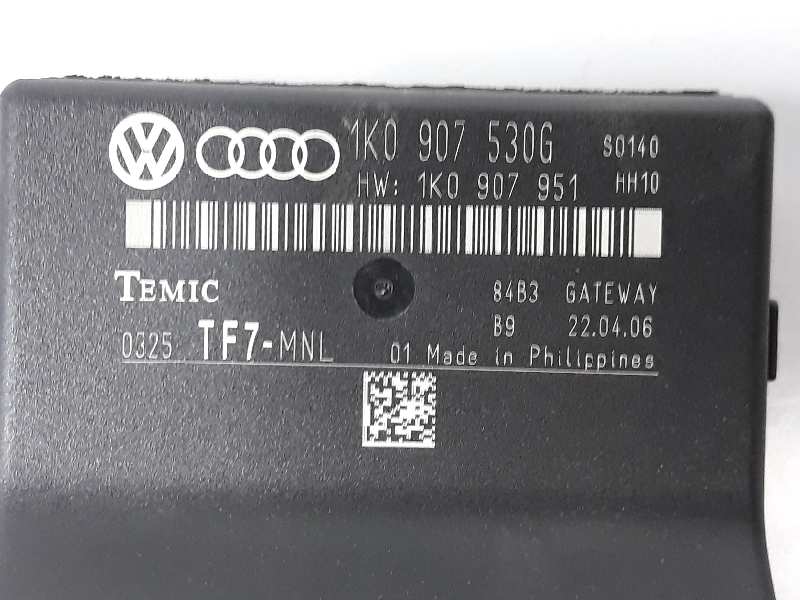 VW 1K0 907 530G S0140
HW: 1K0 907 951 HH10
TEMIC 84B3 GATEWAY
B9 22.04.06
0325 TF7-MNL 01 Made in Philippines